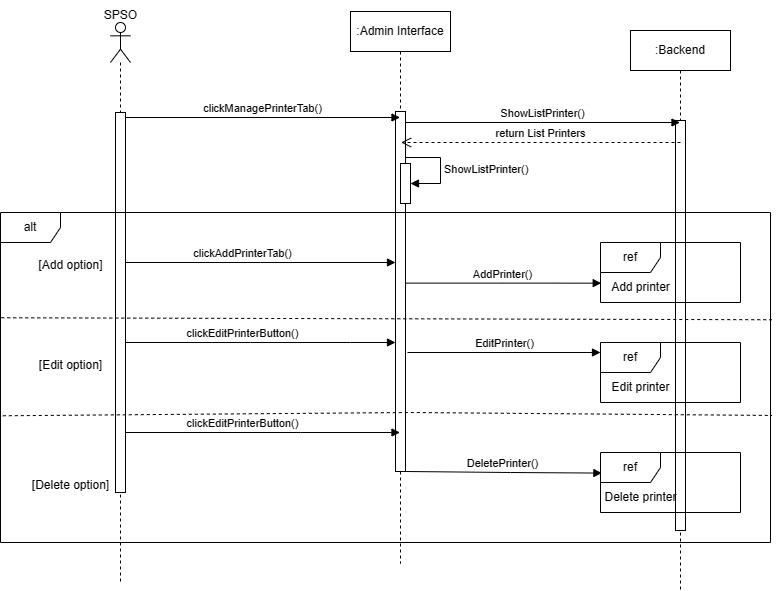 SPSO
:Admin Interface
:Backend
clickManagePrinterTab()
ShowListPrinter()
return List Printers
ShowListPrinter()
alt
[Add option]
clickAddPrinterTab()
AddPrinter()
ref
Add printer
clickEditPrinterButton()
EditPrinter()
[Edit option]
ref
Edit printer
clickEditPrinterButton()
DeletePrinter()
[Delete option]
ref
Delete printer